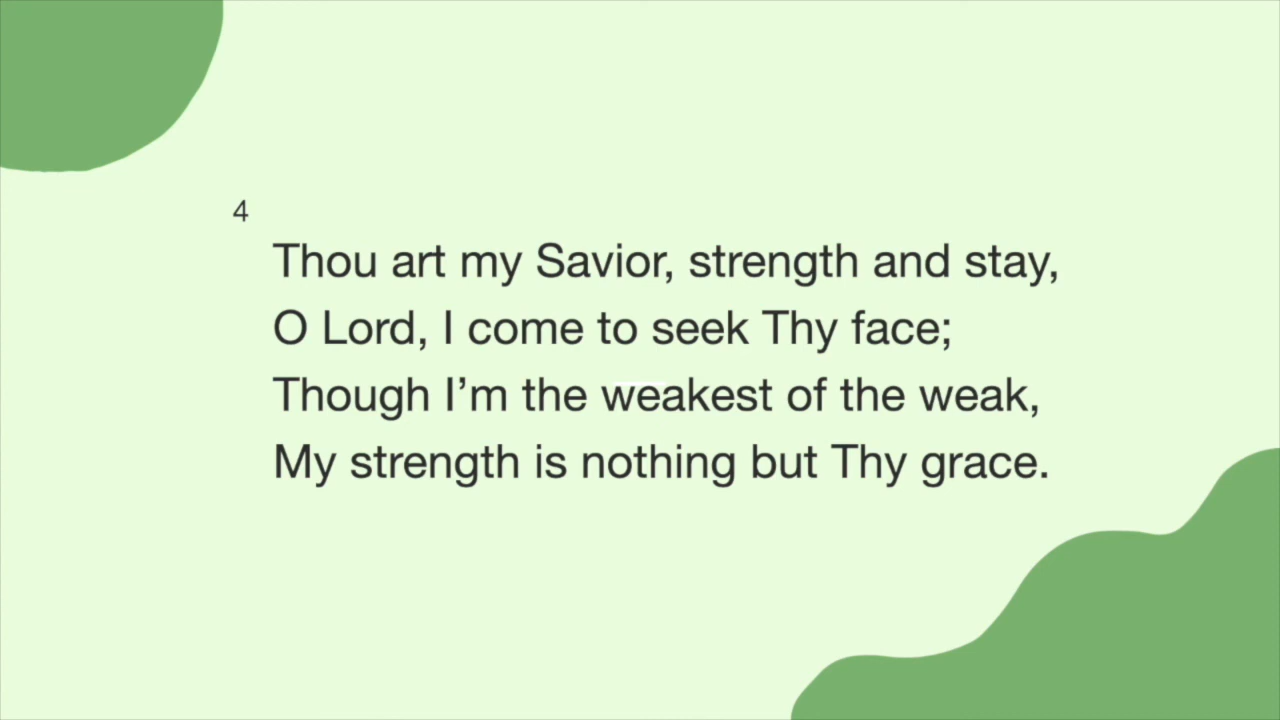 4
Thou art my Savior, strength and stay,
O Lord, I come to seek Thy face;
Though I’m the weakest of the weak,
My strength is nothing but Thy grace.